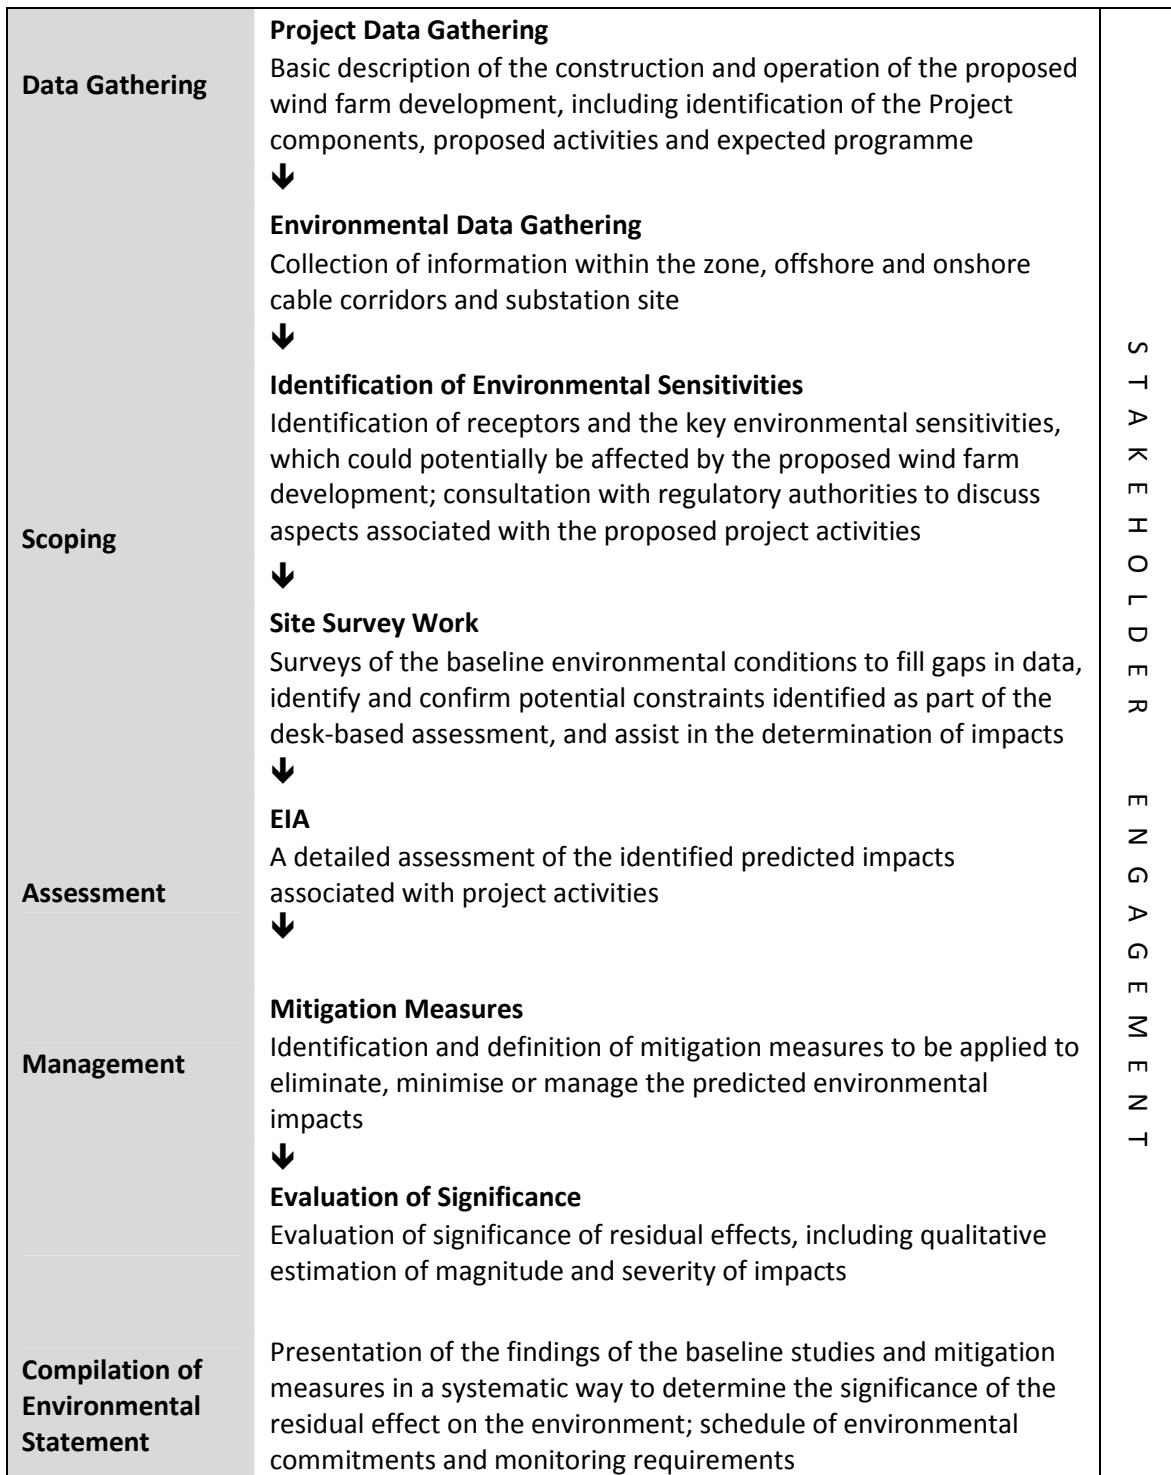 Data Gathering
Project Data Gathering
Basic description of the construction and operation of the proposed
wind farm development, including identification of the Project
components, proposed activities and expected programme
🡫
Environmental Data Gathering
Collection of information within the zone, offshore and onshore
cable corridors and substation site
🡫
Scoping
Identification of Environmental Sensitivities
Identification of receptors and the key environmental sensitivities,
which could potentially be affected by the proposed wind farm
development; consultation with regulatory authorities to discuss
aspects associated with the proposed project activities
🡫
Site Survey Work
Surveys of the baseline environmental conditions to fill gaps in data,
identify and confirm potential constraints identified as part of the
desk-based assessment, and assist in the determination of impacts
🡫
Assessment
EIA
A detailed assessment of the identified predicted impacts
associated with project activities
🡫
Management
Mitigation Measures
Identification and definition of mitigation measures to be applied to
eliminate, minimise or manage the predicted environmental
impacts
🡫
Evaluation of Significance
Evaluation of significance of residual effects, including qualitative
estimation of magnitude and severity of impacts
Compilation of
Environmental
Statement
Presentation of the findings of the baseline studies and mitigation
measures in a systematic way to determine the significance of the
residual effect on the environment; schedule of environmental
commitments and monitoring requirements
STAKEHOLDER ENGAGEMENT